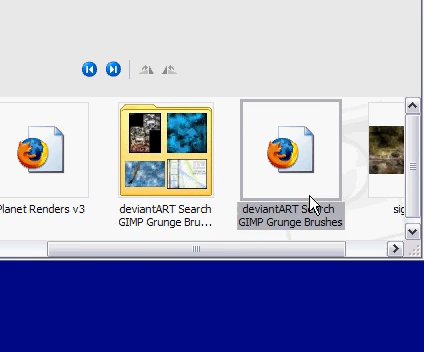 Planet Renders v3
deviantART Search
GIMP Grunge Bru...
deviantART Search
GIMP Grunge Brushes
sig